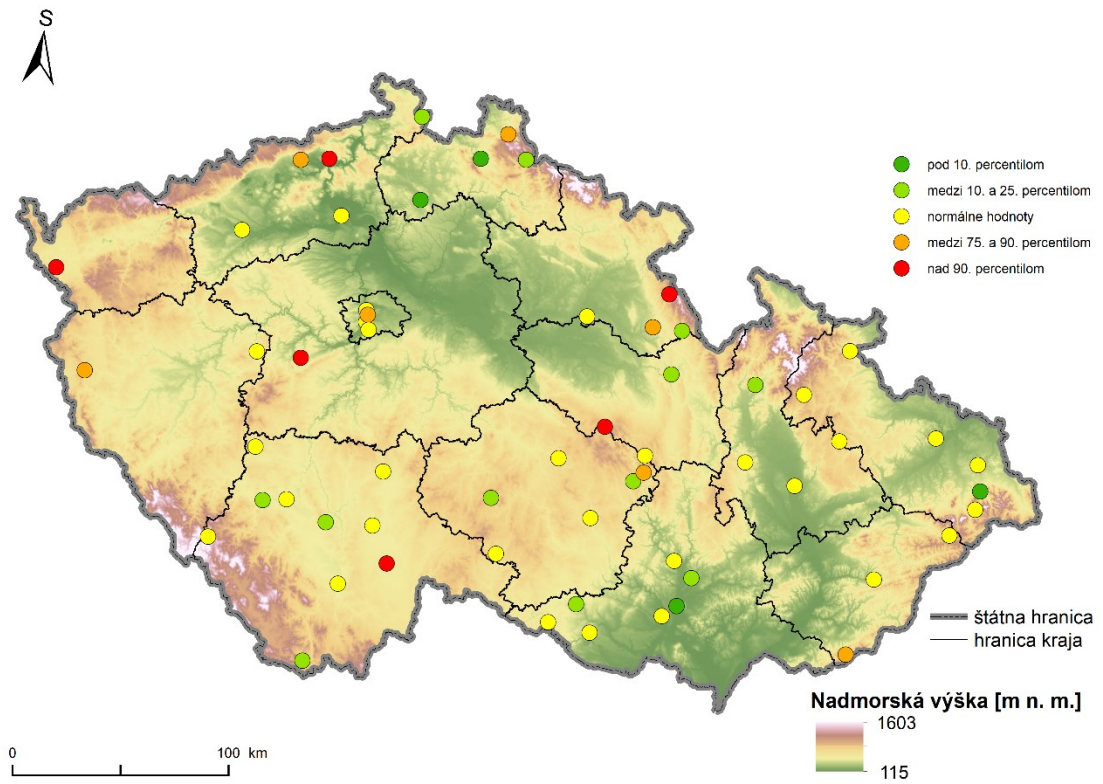 S
pod 10. percentilom
medzi 10. a 25. percentilom
normálne hodnoty
medzi 75. a 90. percentilom
nad 90. percentilom
štátna hranica
hranica kraja
Nadmorská výška [m n. m.]
1603
115
0 100 km